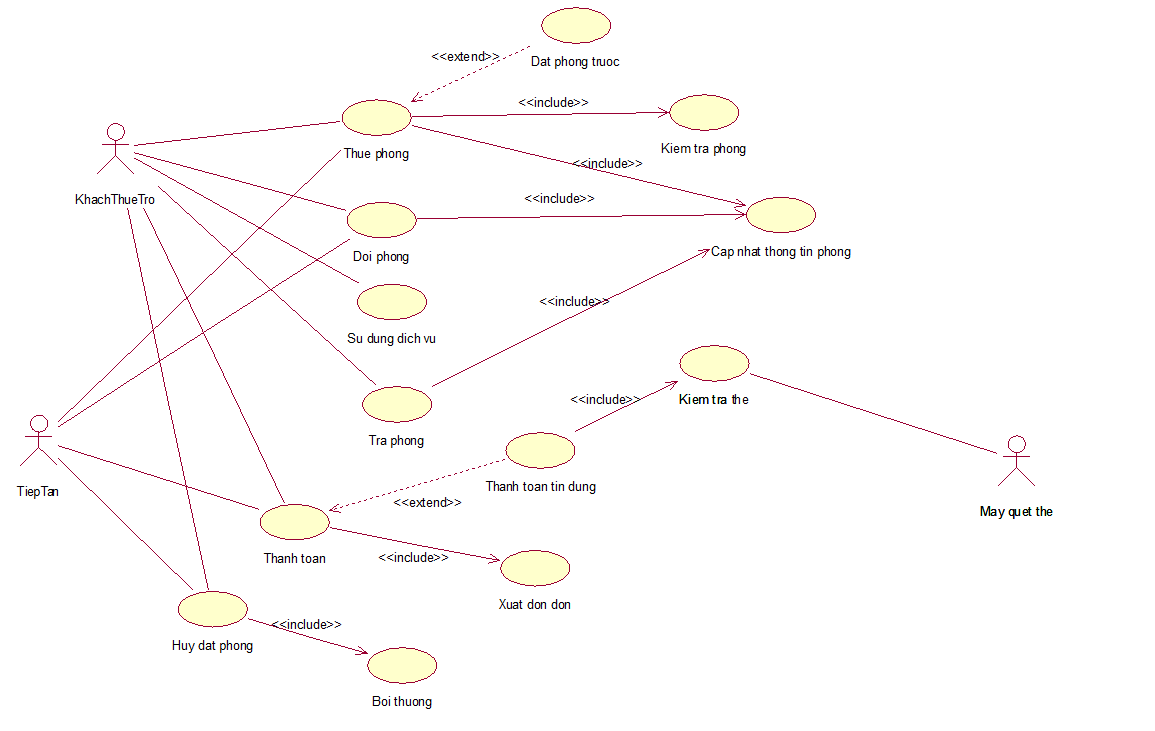 Dat phong truoc
<<extend>>
<<include>>
Thue phong
Kiem tra phong
<<include>>
KhachThueTro
<<include>>
Doi phong
Cap nhat thong tin phong
<<include>>
Su dung dich vu
<<include>>
Kiem tra the
Tra phong
Thanh toan tin dung
TiepTan
<<extend>>
May quet the
Thanh toan
<<include>>
Xuat don don
<<include>>
Huy dat phong
Boi thuong